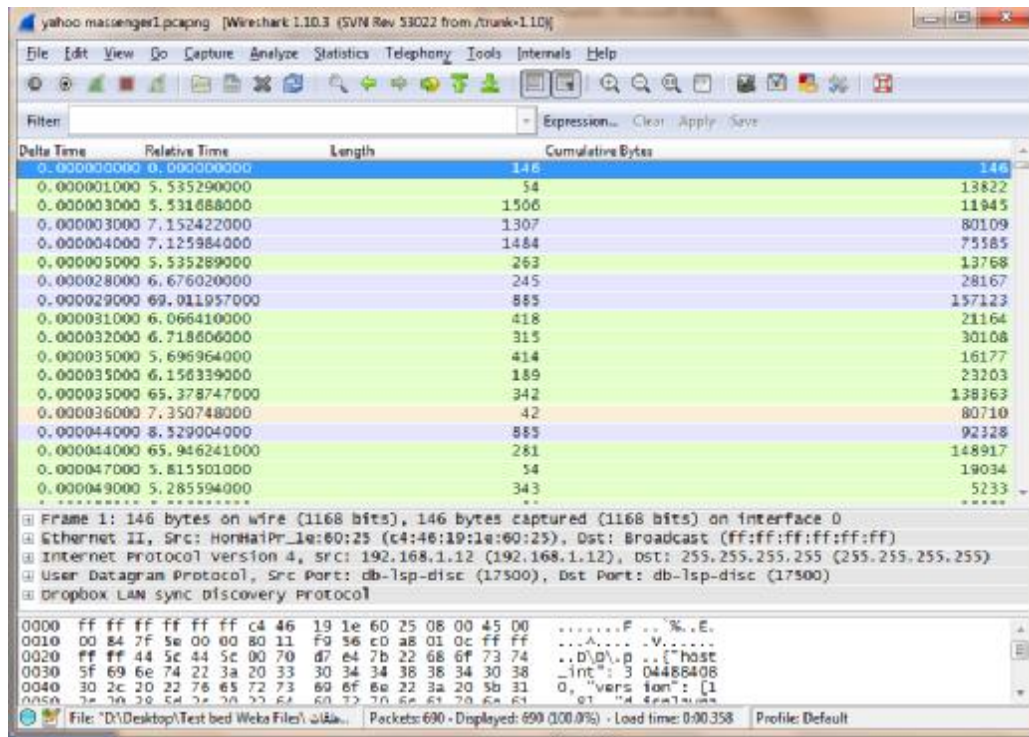 yahoo massenger1.pcapng [Wireshark 1.10.3 (SVN Rev 53022 from /trunk-1.10)]
File Edit View Go Capture Analyze Statistics Telephony Tools Internals Help
Filter: Expression... Clear Apply Save
Delta Time Relative Time Length Cumulative Bytes
0.000000000 0.000000000 146 146
0.000001000 5.535290000 54 13822
0.000003000 5.531688000 1506 11945
0.000003000 7.152422000 1307 80109
0.000004000 7.125984000 1484 75585
0.000005000 5.535289000 263 13768
0.000028000 6.676020000 245 28167
0.000029000 69.011957000 885 157123
0.000031000 6.066410000 418 21164
0.000032000 6.718606000 315 30108
0.000035000 5.696964000 414 16177
0.000035000 6.156339000 189 23203
0.000035000 65.378747000 342 138363
0.000036000 7.350748000 42 80710
0.000044000 8.529004000 885 92328
0.000044000 65.946241000 281 148917
0.000047000 5.815501000 54 19034
0.000049000 5.285594000 343 5233
Frame 1: 146 bytes on wire (1168 bits), 146 bytes captured (1168 bits) on interface 0
Ethernet II, Src: HonHaiPr_1e:60:25 (c4:46:19:1e:60:25), Dst: Broadcast (ff:ff:ff:ff:ff:ff)
Internet Protocol Version 4, Src: 192.168.1.12 (192.168.1.12), Dst: 255.255.255.255 (255.255.255.255)
User Datagram Protocol, Src Port: db-lsp-disc (17500), Dst Port: db-lsp-disc (17500)
Dropbox LAN sync Discovery Protocol
0000 ff ff ff ff ff ff c4 46 19 1e 60 25 08 00 45 00 .......F ..`%..E.
0010 00 84 7f 5e 00 00 80 11 f9 56 c0 a8 01 0c ff ff ...^.... .V......
0020 ff ff 44 5c 44 5c 00 70 d7 e4 7b 22 68 6f 73 74 ..D\D\.p ..{"host
0030 5f 69 6e 74 22 3a 20 33 30 34 34 38 38 34 30 38 _int": 3 04488408
0040 30 2c 20 22 76 65 72 73 69 6f 6e 22 3a 20 5b 31 0, "vers ion": [1
0050
File: "D:\Desktop\Test bed Weka Files\ Packets: 690 · Displayed: 690 (100.0%) · Load time: 0:00.358 Profile: Default